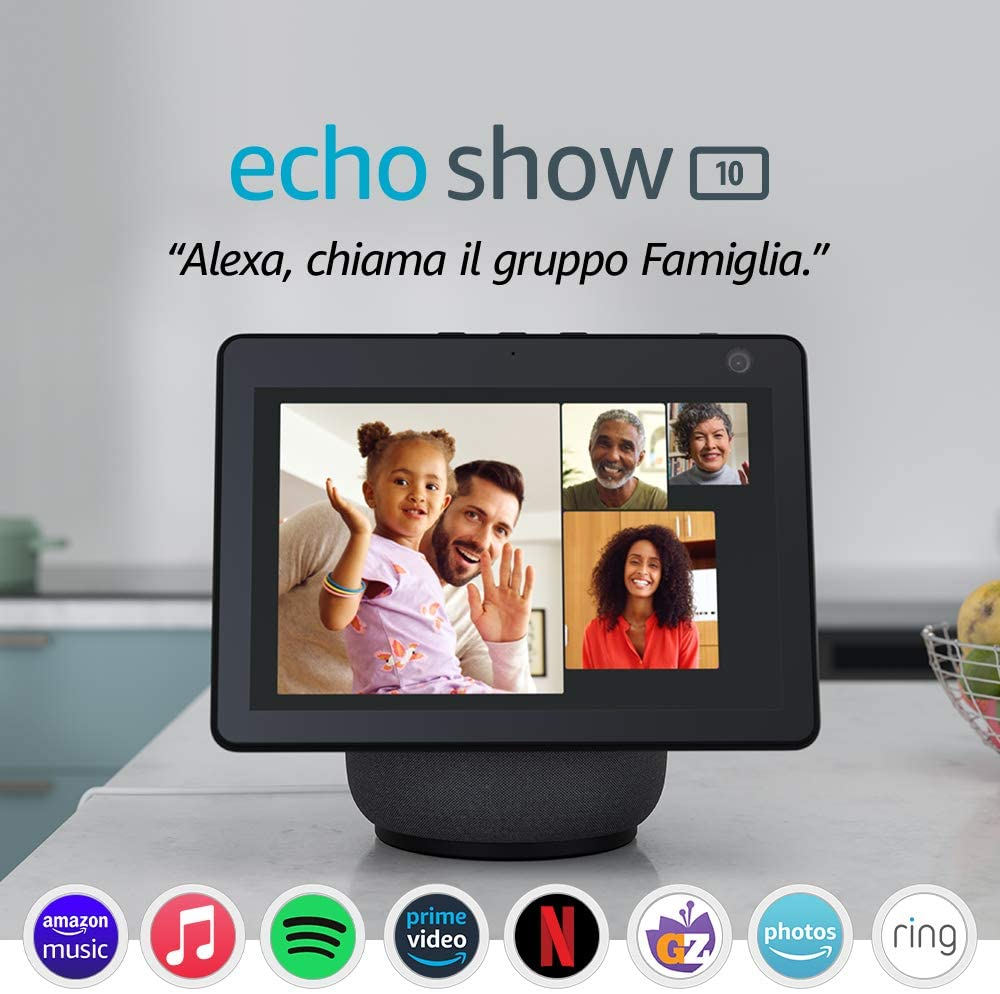 echo show 10
“Alexa, chiama il gruppo Famiglia.”
amazon music
prime video
N
GZ
photos
ring